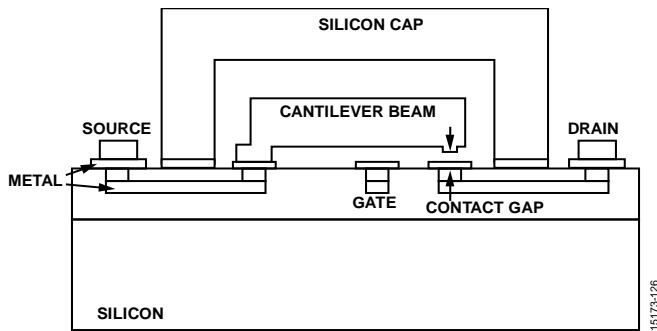 SILICON CAP
CANTILEVER BEAM
SOURCE
DRAIN
METAL
GATE
CONTACT GAP
SILICON
15173-126